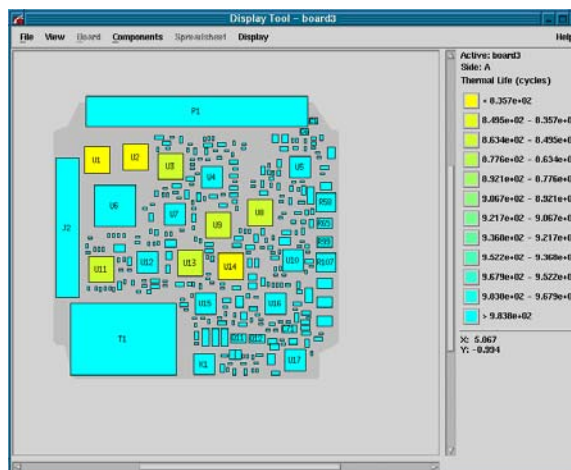 Display Tool - board3
File View Board Components Spreadsheet Display Help
Active: board3
Side: A
Thermal Life (cycles)
< 8.357e+02
8.495e+02 - 8.357e+02
8.634e+02 - 8.495e+02
8.776e+02 - 8.634e+02
8.921e+02 - 8.776e+02
9.067e+02 - 8.921e+02
9.217e+02 - 9.067e+02
9.368e+02 - 9.217e+02
9.522e+02 - 9.368e+02
9.679e+02 - 9.522e+02
9.838e+02 - 9.679e+02
> 9.838e+02
X: 5.067
Y: -0.994
P1
U1 U2 U3 U4 U5
J2 U6 U7 U9 U8 R58
R65
R99
U11 U12 U13 U14 U10 R107
U15 U16
T1
K1 U17